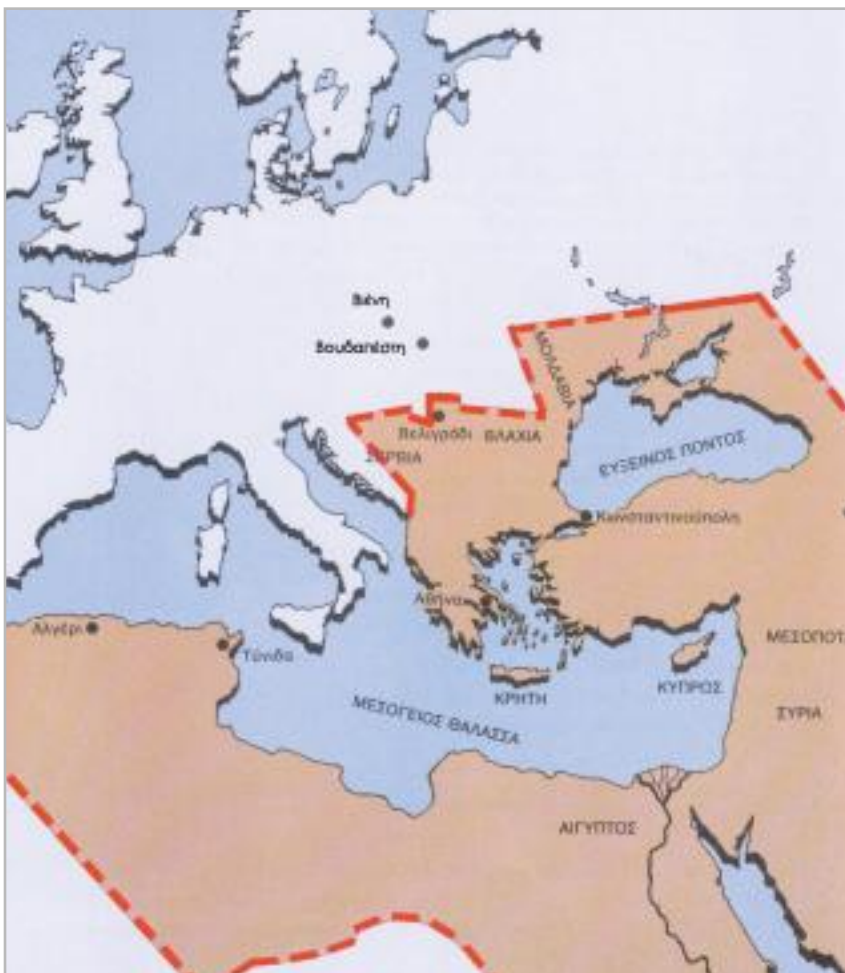 Βιένη
Βουδαπέστη
ΜΟΛΔΑΒΙΑ
Βελιγράδι
ΒΛΑΧΙΑ
ΣΕΡΒΙΑ
ΕΥΞΕΙΝΟΣ ΠΟΝΤΟΣ
Κωνσταντινούπολη
Αθήνα
Αλγέρι
Τύνιδα
ΜΕΣΟΠΟΤ
ΚΡΗΤΗ
ΚΥΠΡΟΣ
ΜΕΣΟΓΕΙΟΣ ΘΑΛΑΣΣΑ
ΣΥΡΙΑ
ΑΙΓΥΠΤΟΣ